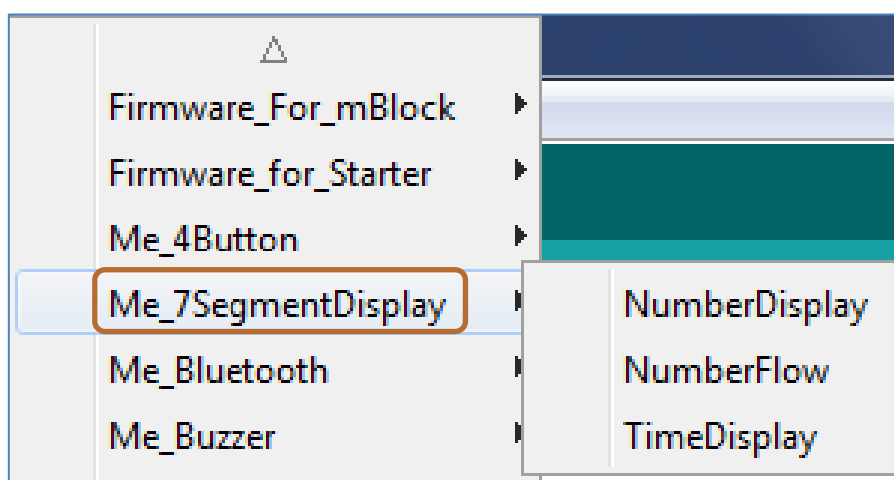 Firmware_For_mBlock
Firmware_for_Starter
Me_4Button
Me_7SegmentDisplay
Me_Bluetooth
Me_Buzzer
NumberDisplay
NumberFlow
TimeDisplay